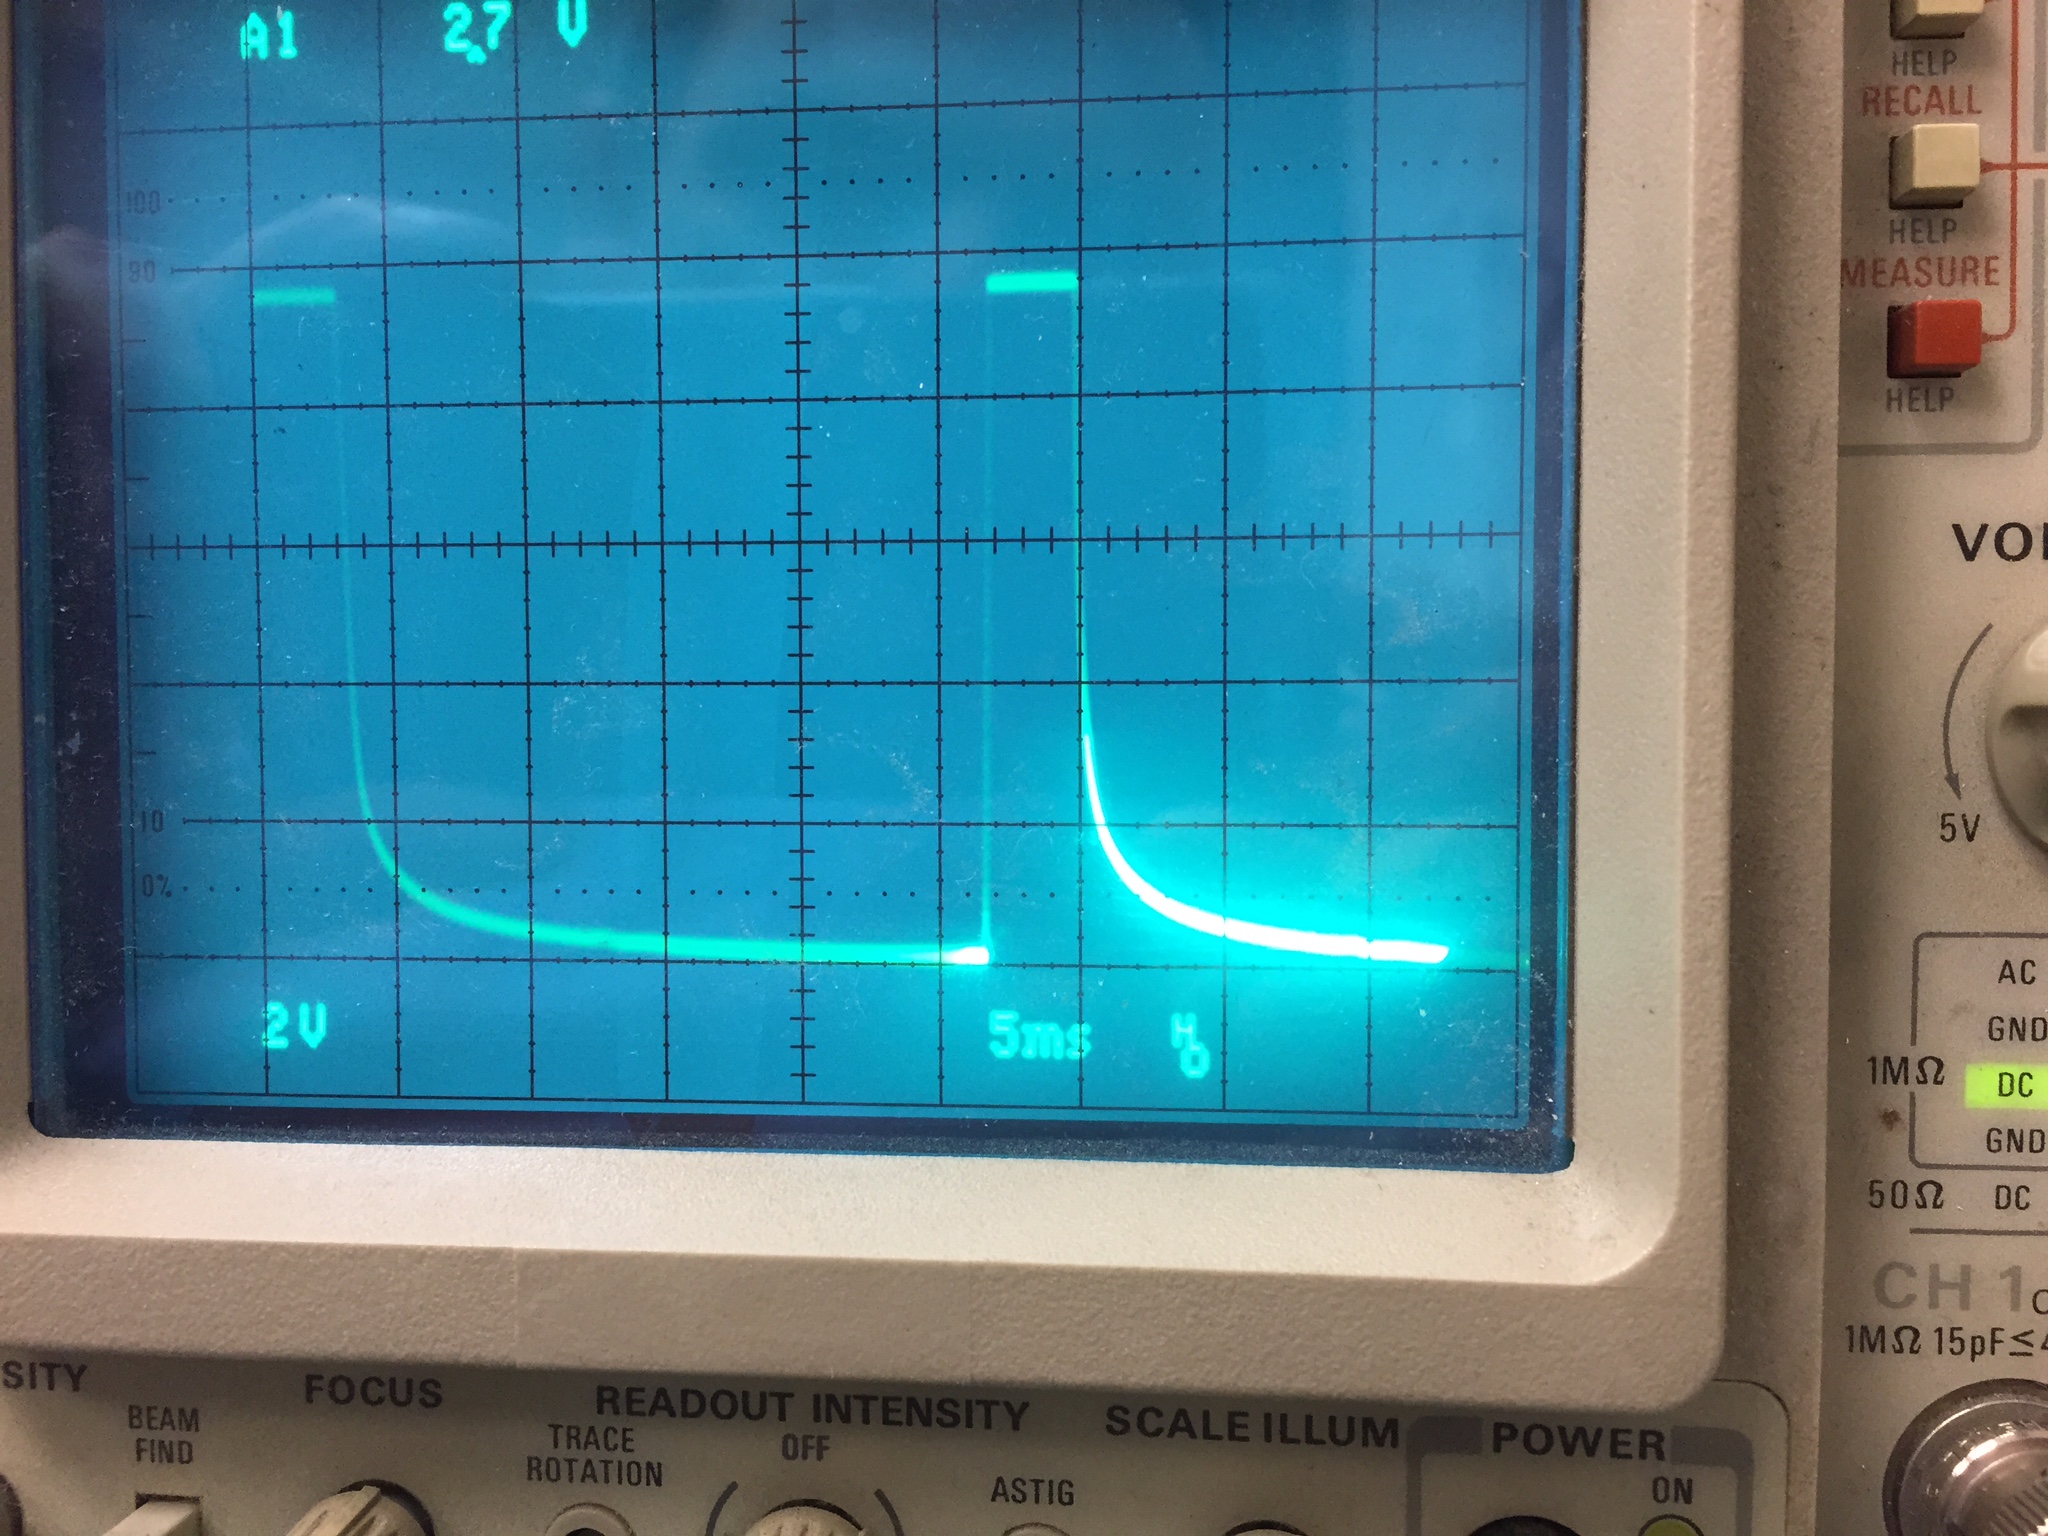 A1 2.7 V
100
90
10
0%
2V 5ms HO
HELP
RECALL
HELP
MEASURE
HELP
5V
AC
GND
1MΩ
DC
GND
50Ω DC
CH 1
1MΩ 15pF≤
BEAM
FIND
FOCUS
READOUT INTENSITY
TRACE
ROTATION
OFF
SCALE ILLUM
ASTIG
POWER
ON